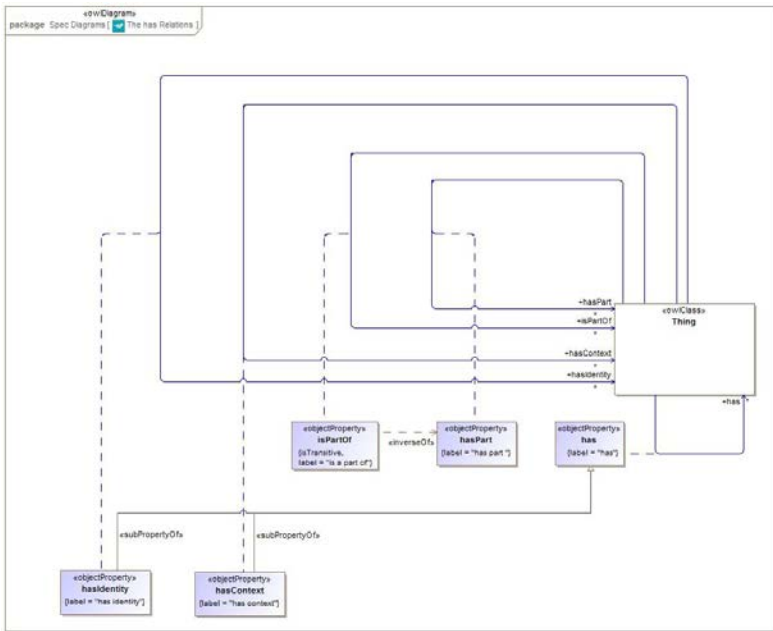 «owlDiagram»
package Spec Diagrams [ The has Relations ]
+hasPart
*
«owlClass»
Thing
+isPartOf
*
+hasContext
*
+hasIdentity
*
+has
*
«objectProperty»
isPartOf
{isTransitive,
label = "is a part of"}
«inverseOf»
«objectProperty»
hasPart
{label = "has part "}
«objectProperty»
has
{label = "has"}
«subPropertyOf»
«subPropertyOf»
«objectProperty»
hasIdentity
{label = "has identity"}
«objectProperty»
hasContext
{label = "has context"}